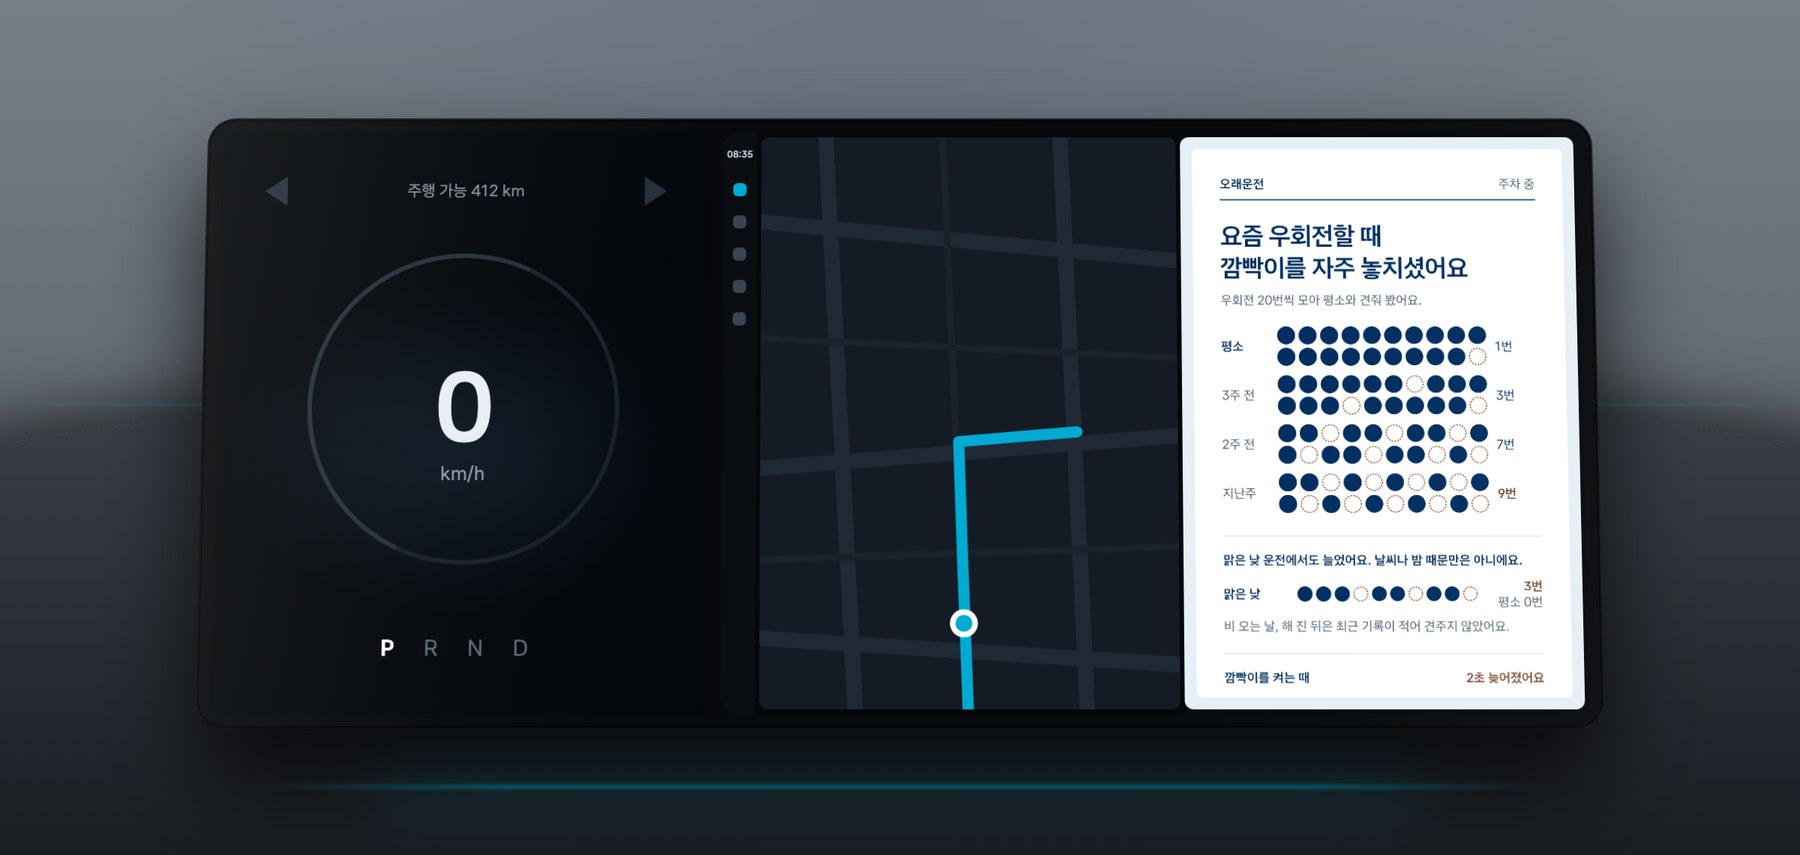 주행 가능 412 km
0
km/h
P R N D
08:35
오래운전
주차 중
요즘 우회전할 때
깜빡이를 자주 놓치셨어요
우회전 20번씩 모아 평소와 견줘 봤어요.
평소
1번
3주 전
3번
2주 전
7번
지난주
9번
맑은 낮 운전에서도 늘었어요. 날씨나 밤 때문만은 아니에요.
맑은 낮
3번
평소 0번
비 오는 날, 해 진 뒤은 최근 기록이 적어 견주지 않았어요.
깜빡이를 켜는 때
2초 늦어졌어요